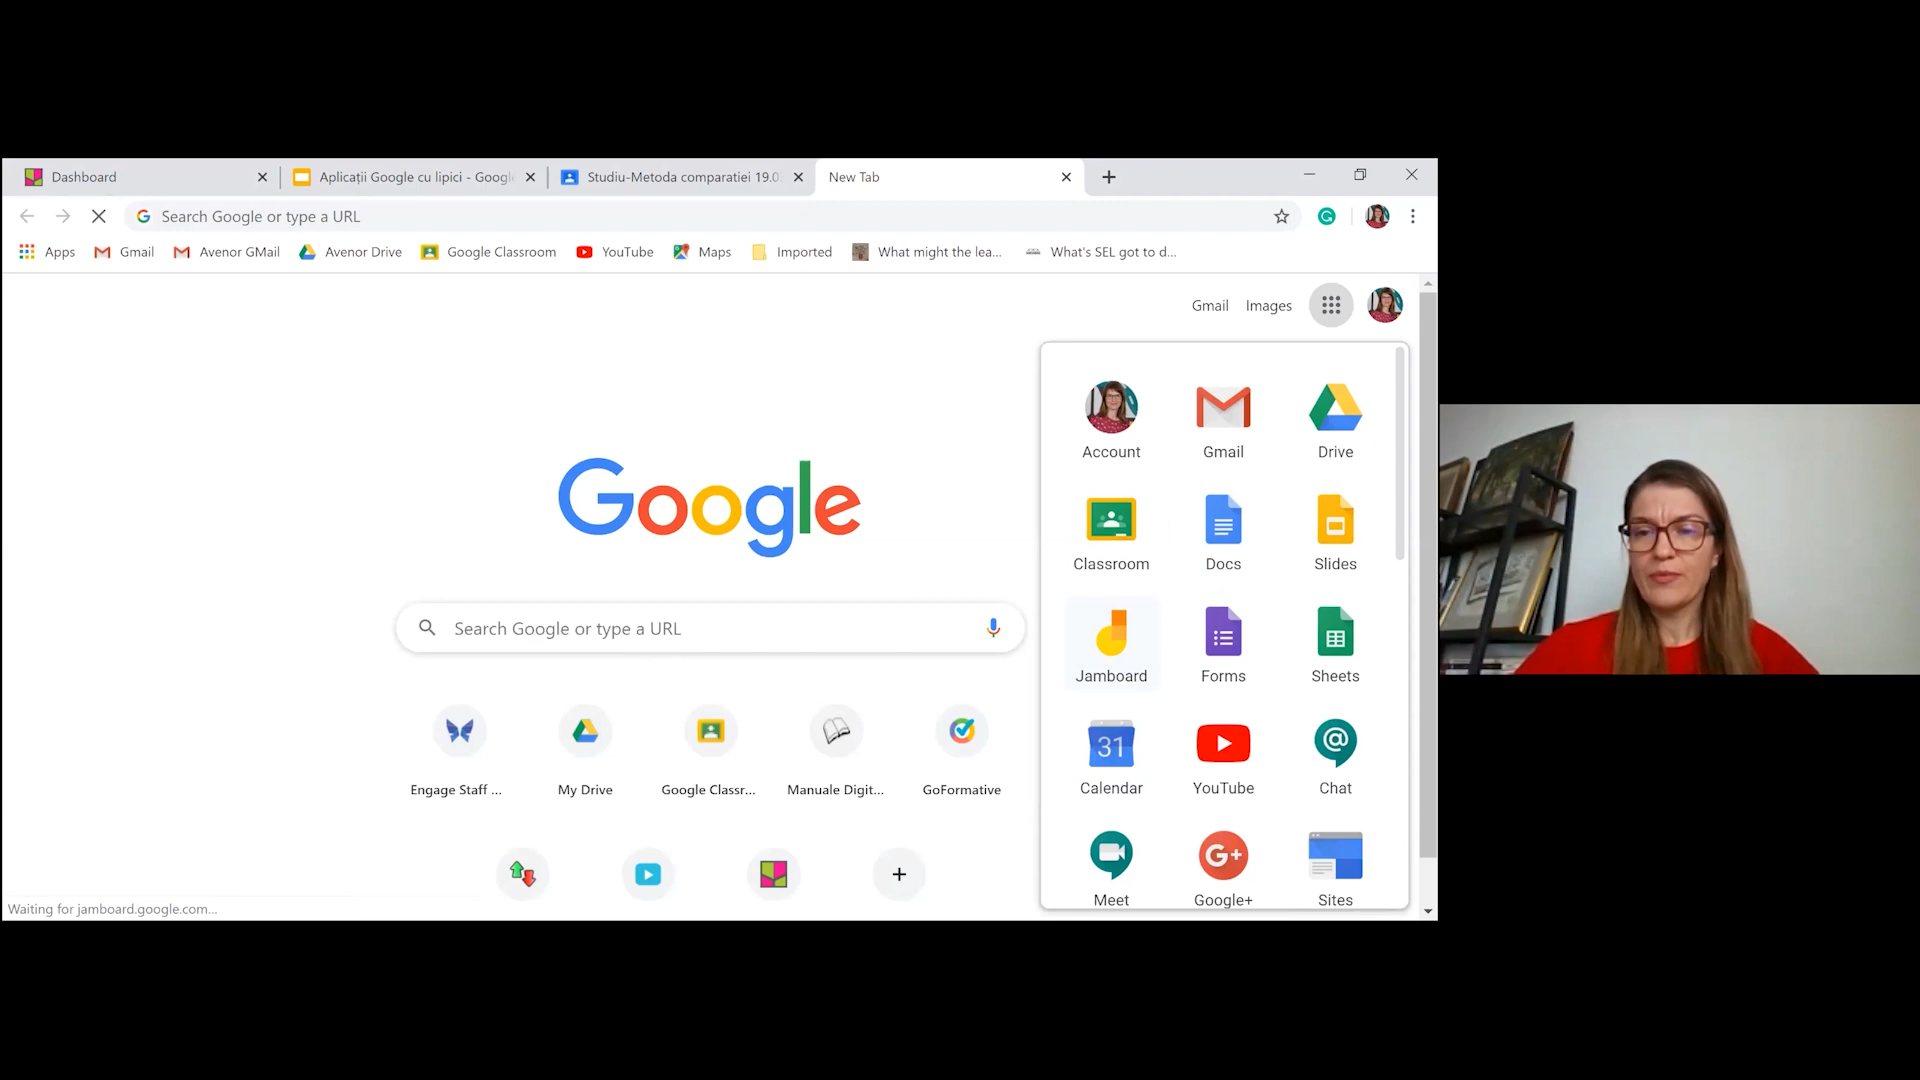 Dashboard
Aplicații Google cu lipici - Googl
Studiu-Metoda comparatiei 19.0
New Tab
Search Google or type a URL
Apps
Gmail
Avenor GMail
Avenor Drive
Google Classroom
YouTube
Maps
Imported
What might the lea...
What's SEL got to d...
Gmail
Images
Account
Gmail
Drive
Google
Classroom
Docs
Slides
Search Google or type a URL
Jamboard
Forms
Sheets
31
Calendar
YouTube
Chat
Engage Staff ...
My Drive
Google Classr...
Manuale Digit...
GoFormative
G+
Meet
Google+
Sites
Waiting for jamboard.google.com...